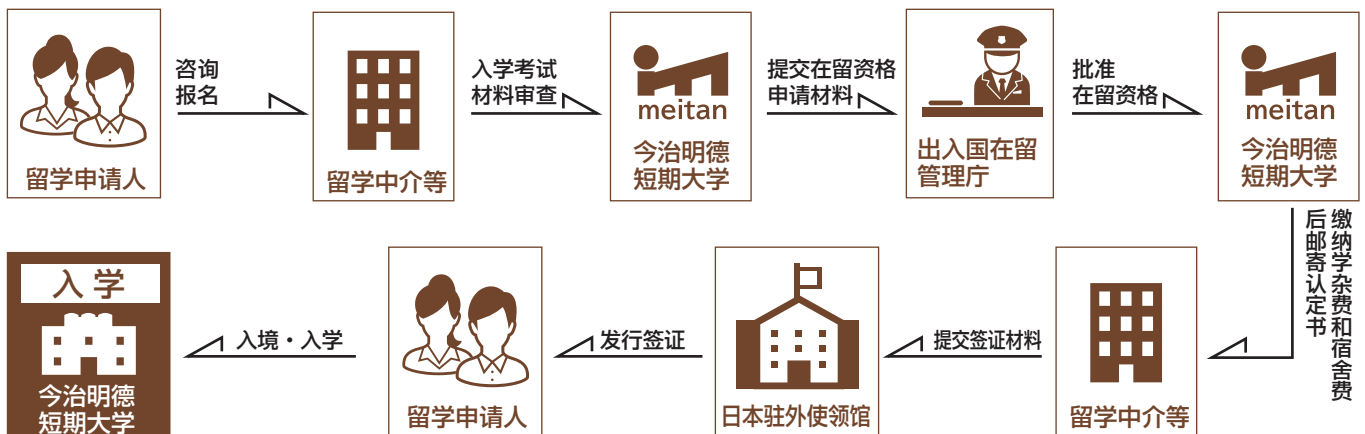 咨询
报名
留学申请人
入学考试
材料审查
留学中介等
meitan
今治明德
短期大学
提交在留资格
申请材料
出入国在留
管理厅
批准
在留资格
meitan
今治明德
短期大学
缴纳学杂费和宿舍费
后邮寄认定书
留学中介等
提交签证材料
日本驻外使领馆
发行签证
留学申请人
入境・入学
入学
今治明德
短期大学